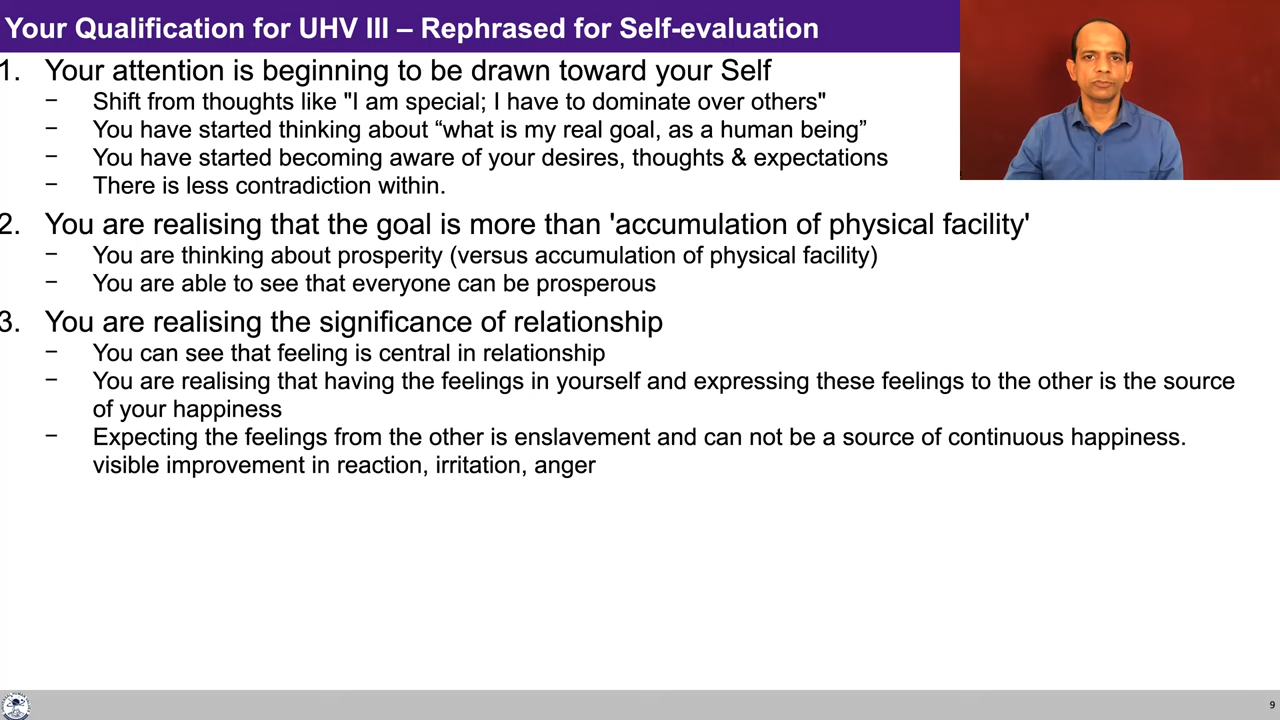 Your Qualification for UHV III – Rephrased for Self-evaluation
1. Your attention is beginning to be drawn toward your Self
− Shift from thoughts like "I am special; I have to dominate over others"
− You have started thinking about “what is my real goal, as a human being”
− You have started becoming aware of your desires, thoughts & expectations
− There is less contradiction within.
2. You are realising that the goal is more than 'accumulation of physical facility'
− You are thinking about prosperity (versus accumulation of physical facility)
− You are able to see that everyone can be prosperous
3. You are realising the significance of relationship
− You can see that feeling is central in relationship
− You are realising that having the feelings in yourself and expressing these feelings to the other is the source
of your happiness
− Expecting the feelings from the other is enslavement and can not be a source of continuous happiness.
visible improvement in reaction, irritation, anger
9